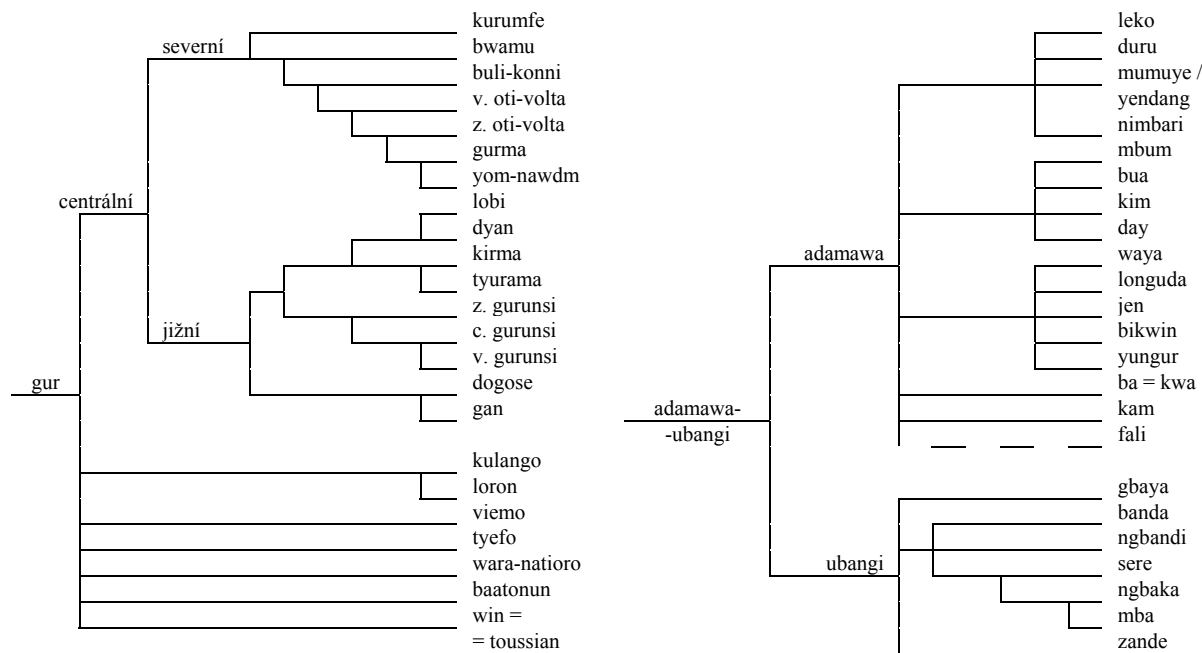 kurumfe
severní
bwamu
buli-konni
v. oti-volta
z. oti-volta
gurma
yom-nawdm
centrální
lobi
dyan
kirma
tyurama
z. gurunsi
jižní
c. gurunsi
v. gurunsi
gur
dogose
gan
kulango
loron
viemo
tyefo
wara-natioro
baatonun
win =
= toussian
leko
duru
mumuye /
yendang
nimbari
mbum
bua
kim
day
adamawa
waya
longuda
jen
bikwin
yungur
ba = kwa
adamawa-
-ubangi
kam
fali
gbaya
banda
ngbandi
ubangi
sere
ngbaka
mba
zande